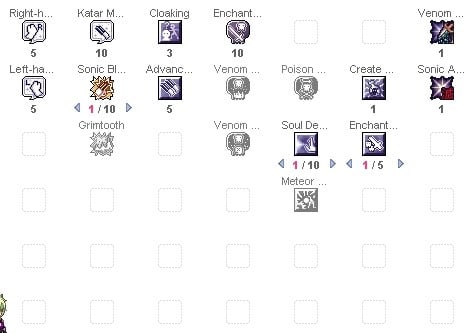 Right-h... Katar M... Cloaking Enchant... Venom ...
5 10 3 10 1
Left-ha... Sonic Bl... Advanc... Venom ... Poison ... Create ... Sonic A...
5 1 / 10 5 1 1
Grimtooth Venom ... Soul De... Enchant...
1 / 10 1 / 5
Meteor ...